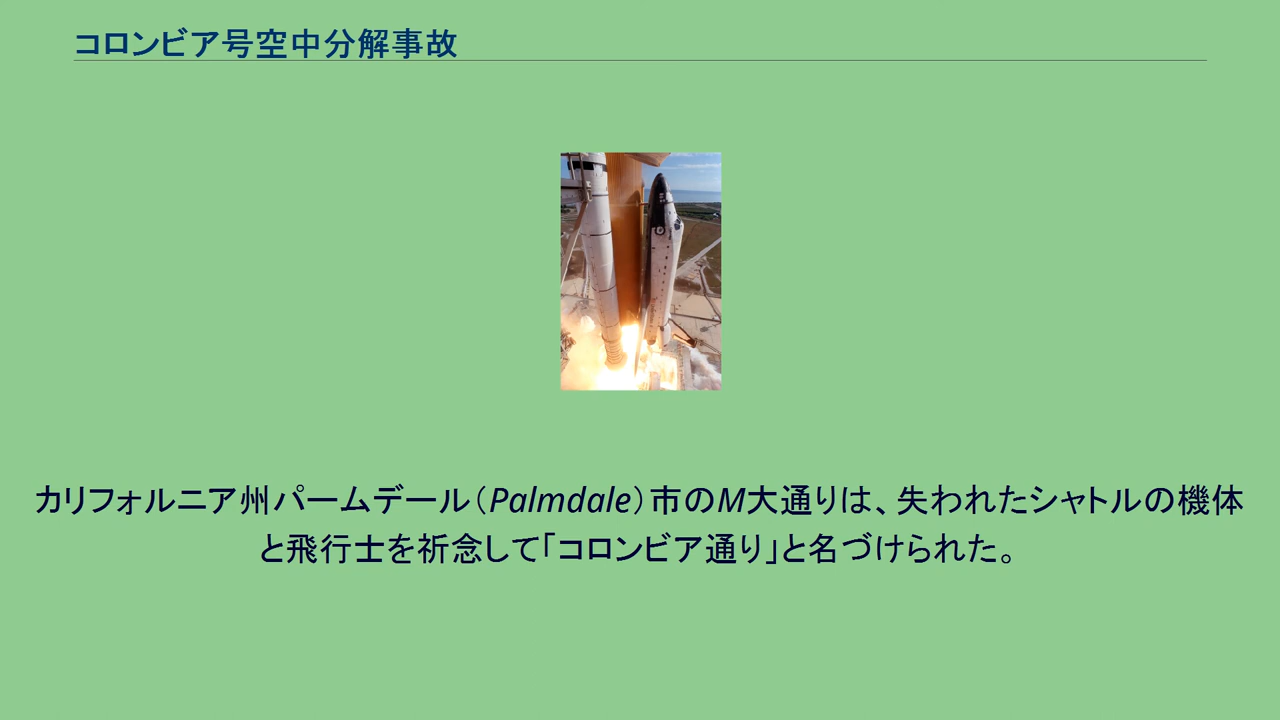 コロンビア号空中分解事故
カリフォルニア州パームデール（Palmdale）市のM大通りは、失われたシャトルの機体
と飛行士を祈念して「コロンビア通り」と名づけられた。